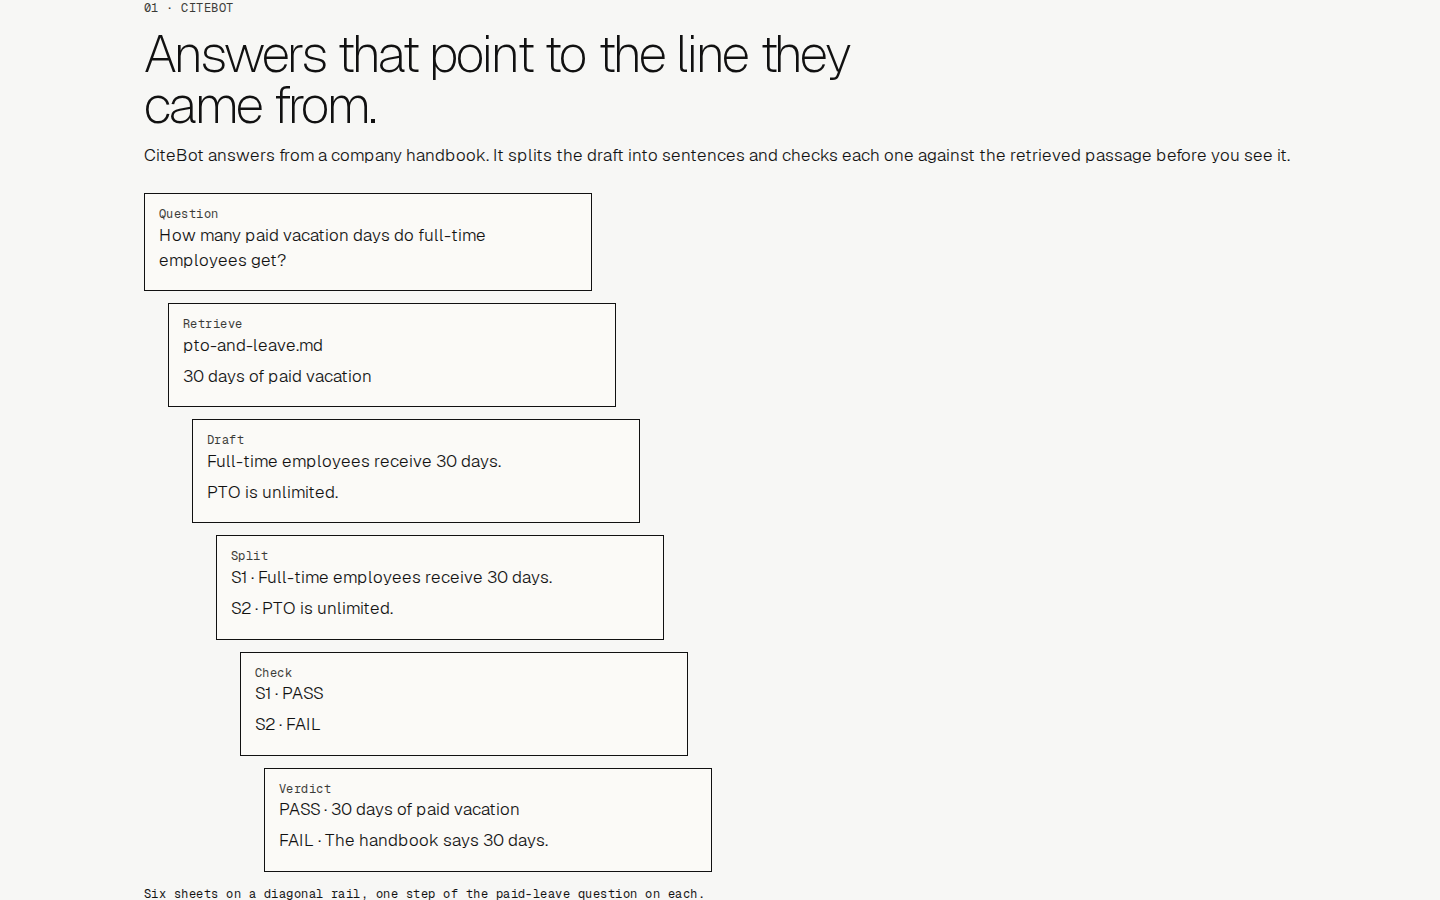 01 · CITEBOT
Answers that point to the line they
came from.
CiteBot answers from a company handbook. It splits the draft into sentences and checks each one against the retrieved passage before you see it.
Question
How many paid vacation days do full-time
employees get?
Retrieve
pto-and-leave.md
30 days of paid vacation
Draft
Full-time employees receive 30 days.
PTO is unlimited.
Split
S1 · Full-time employees receive 30 days.
S2 · PTO is unlimited.
Check
S1 · PASS
S2 · FAIL
Verdict
PASS · 30 days of paid vacation
FAIL · The handbook says 30 days.
Six sheets on a diagonal rail, one step of the paid-leave question on each.